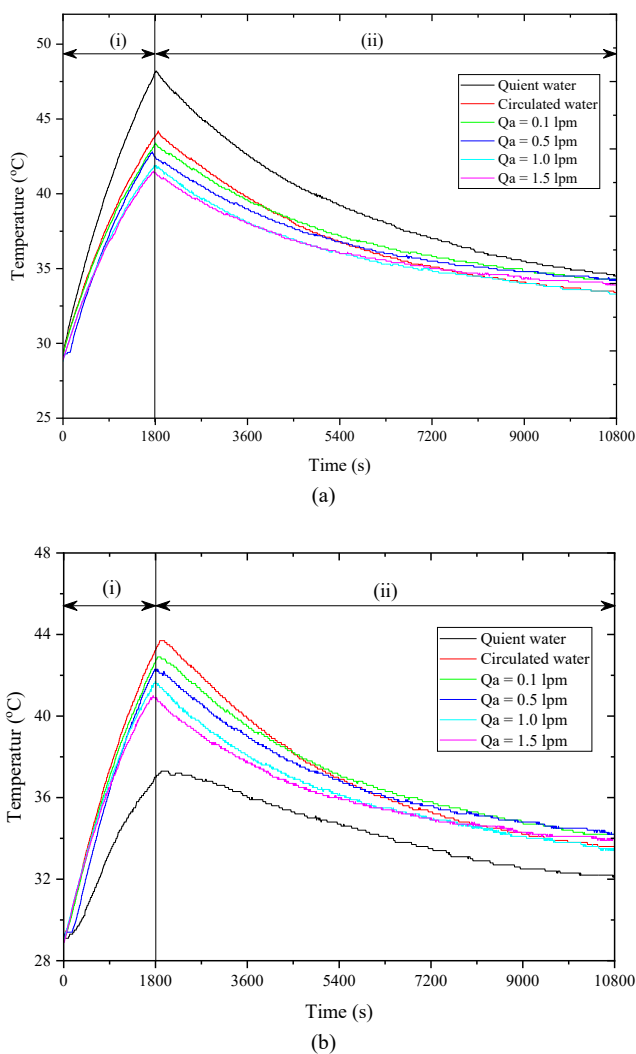 (i)
(ii)
Quient water
Circulated water
Qa = 0.1 lpm
Qa = 0.5 lpm
Qa = 1.0 lpm
Qa = 1.5 lpm
50
45
40
35
30
25
Temperature (°C)
0 1800 3600 5400 7200 9000 10800
Time (s)
(a)
(i)
(ii)
Quient water
Circulated water
Qa = 0.1 lpm
Qa = 0.5 lpm
Qa = 1.0 lpm
Qa = 1.5 lpm
48
44
40
36
32
28
Temperatur (°C)
0 1800 3600 5400 7200 9000 10800
Time (s)
(b)